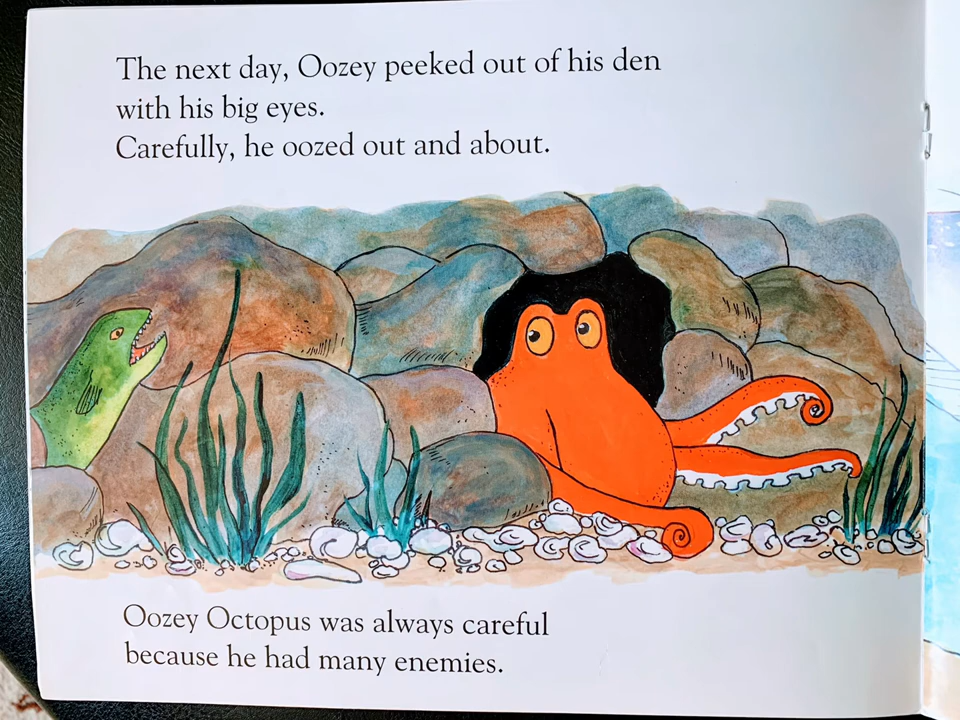 The next day, Oozey peeked out of his den
with his big eyes.
Carefully, he oozed out and about.
Oozey Octopus was always careful
because he had many enemies.